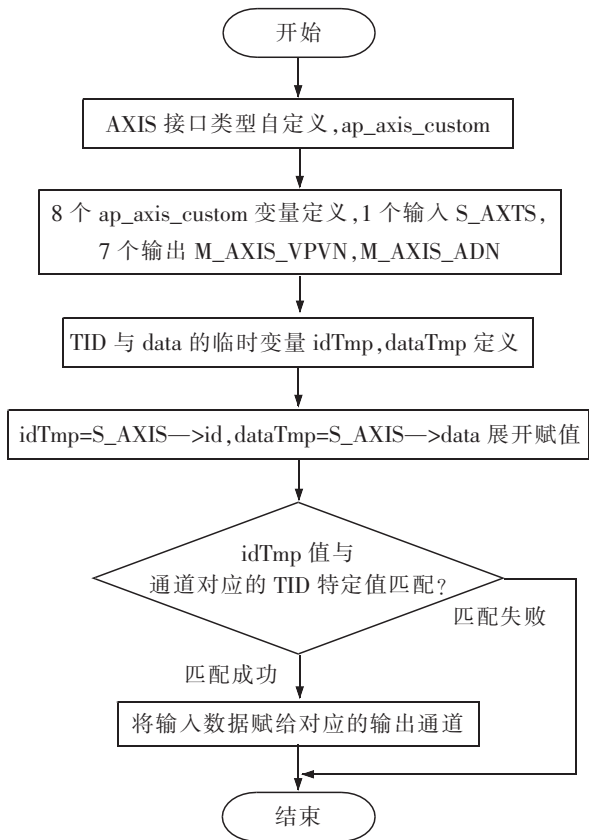 开始
AXIS 接口类型自定义,ap_axis_custom
8 个 ap_axis_custom 变量定义,1 个输入 S_AXTS,
7 个输出 M_AXIS_VPVN,M_AXIS_ADN
TID 与 data 的临时变量 idTmp,dataTmp 定义
idTmp=S_AXIS—>id,dataTmp=S_AXIS—>data 展开赋值
idTmp 值与
通道对应的 TID 特定值匹配?
匹配失败
匹配成功
将输入数据赋给对应的输出通道
结束